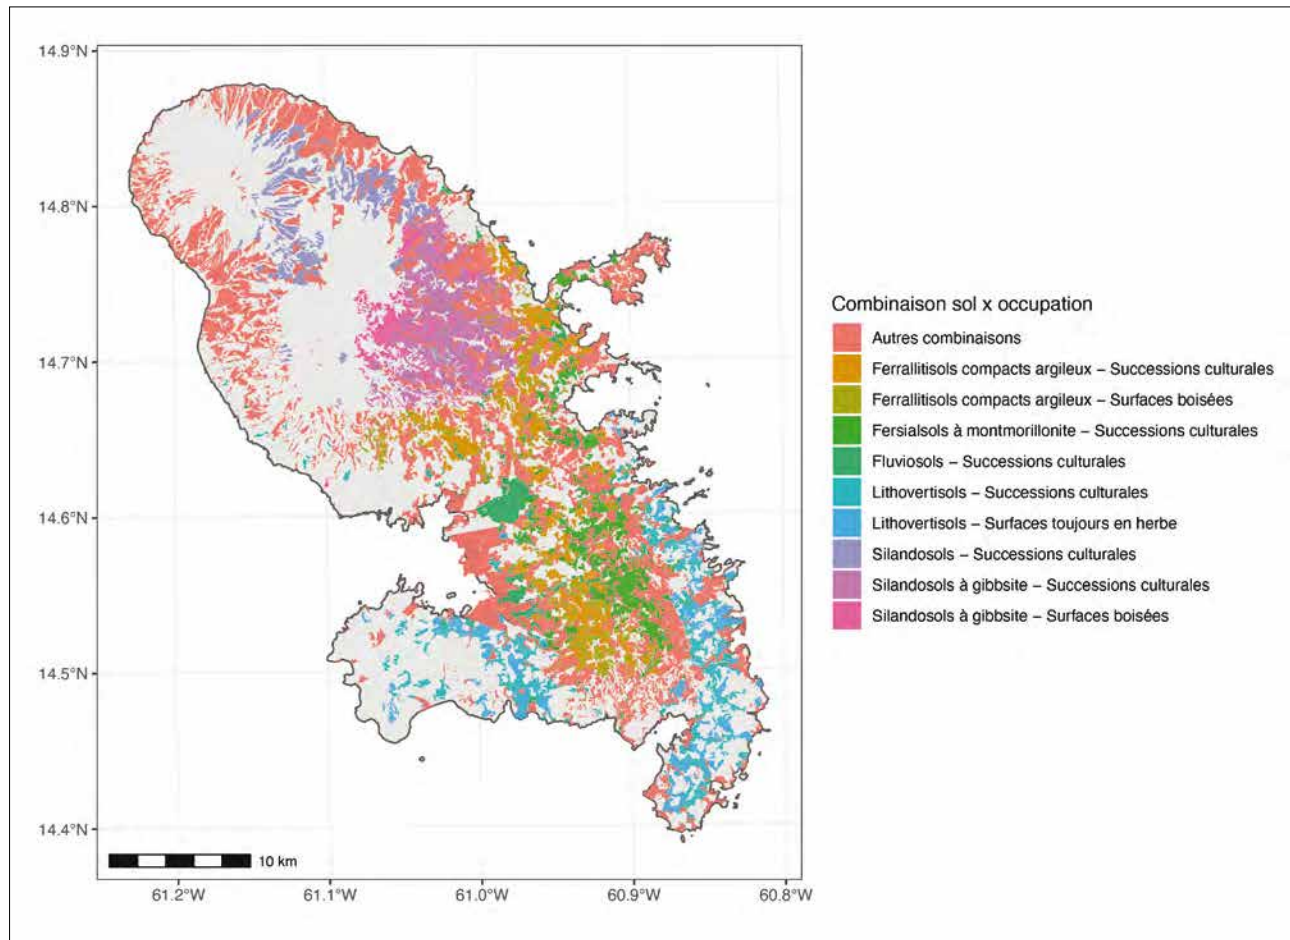 14.9°N
14.8°N
14.7°N
14.6°N
14.5°N
14.4°N
10 km
61.2°W
61.1°W
61.0°W
60.9°W
60.8°W
Combinaison sol x occupation
Autres combinaisons
Ferrallitisols compacts argileux – Successions culturales
Ferrallitisols compacts argileux – Surfaces boisées
Fersialsols à montmorillonite – Successions culturales
Fluviosols – Successions culturales
Lithovertisols – Successions culturales
Lithovertisols – Surfaces toujours en herbe
Silandosols – Successions culturales
Silandosols à gibbsite – Successions culturales
Silandosols à gibbsite – Surfaces boisées